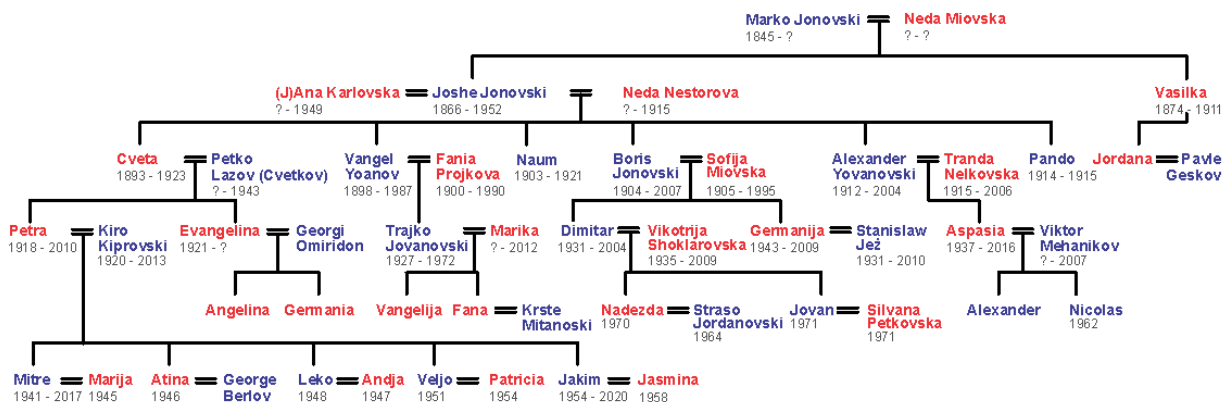 Marko Jonovski
1845 - ?
Neda Miovska
? - ?
(J)Ana Karlovska
? - 1949
Joshe Jonovski
1866 - 1952
Neda Nestorova
? - 1915
Vasilka
1874 - 1911
Cveta
1893 - 1923
Petko
Lazov (Cvetkov)
? - 1943
Vangel
Yoanov
1898 - 1987
Fania
Projkova
1900 - 1990
Naum
1903 - 1921
Boris
Jonovski
1904 - 2007
Sofija
Miovska
1905 - 1995
Alexander
Yovanovski
1912 - 2004
Tranda
Nelkovska
1915 - 2006
Pando
1914 - 1915
Jordana
Pavle
Geskov
Petra
1918 - 2010
Kiro
Kiprovski
1920 - 2013
Evangelina
1921 - ?
Georgi
Omiridon
Trajko
Jovanovski
1927 - 1972
Marika
? - 2012
Dimitar
1931 - 2004
Vikotrija
Shoklarovska
1935 - 2009
Germanija
1943 - 2009
Stanislaw
Jeż
1931 - 2010
Aspasia
1937 - 2016
Viktor
Mehanikov
? - 2007
Angelina
Germania
Vangelija
Fana
Krste
Mitanoski
Nadezda
1970
Straso
Jordanovski
1964
Jovan
1971
Silvana
Petkovska
1971
Alexander
Nicolas
1962
Mitre
1941 - 2017
Marija
1945
Atina
1946
George
Berlov
Leko
1948
Andja
1947
Veljo
1951
Patricia
1954
Jakim
1954 - 2020
Jasmina
1958